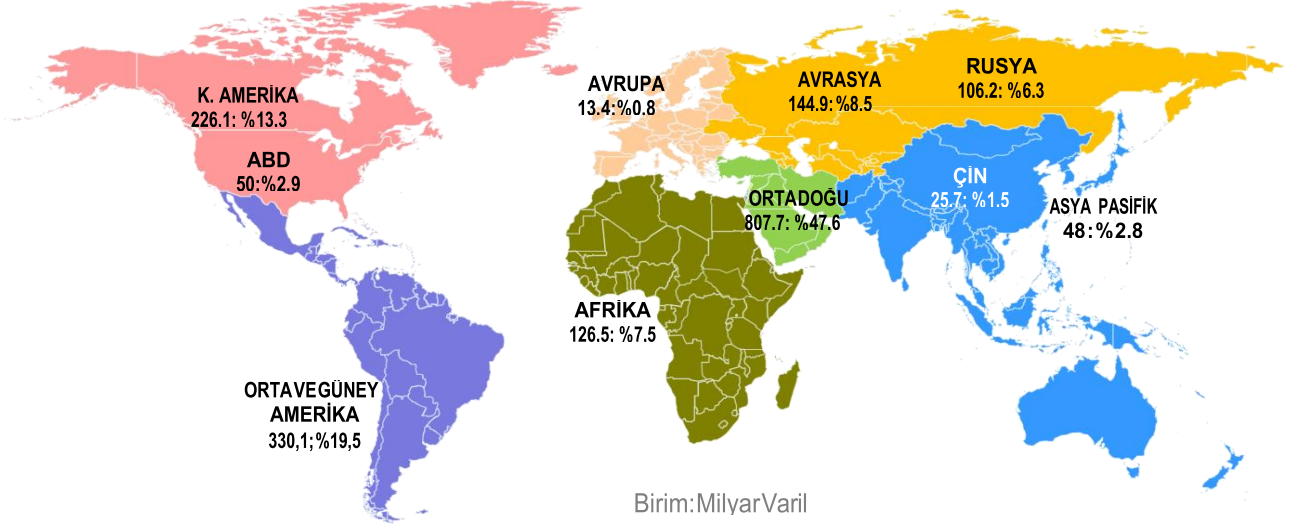 K. AMERİKA
226.1: %13.3
ABD
50:%2.9
ORTAVEGÜNEY
AMERİKA
330,1;%19,5
AVRUPA
13.4: %0.8
AVRASYA
144.9: %8.5
RUSYA
106.2: %6.3
ORTADOĞU
807.7: %47.6
ÇİN
25.7: %1.5
ASYA PASİFİK
48:%2.8
AFRİKA
126.5: %7.5
Birim:MilyarVaril